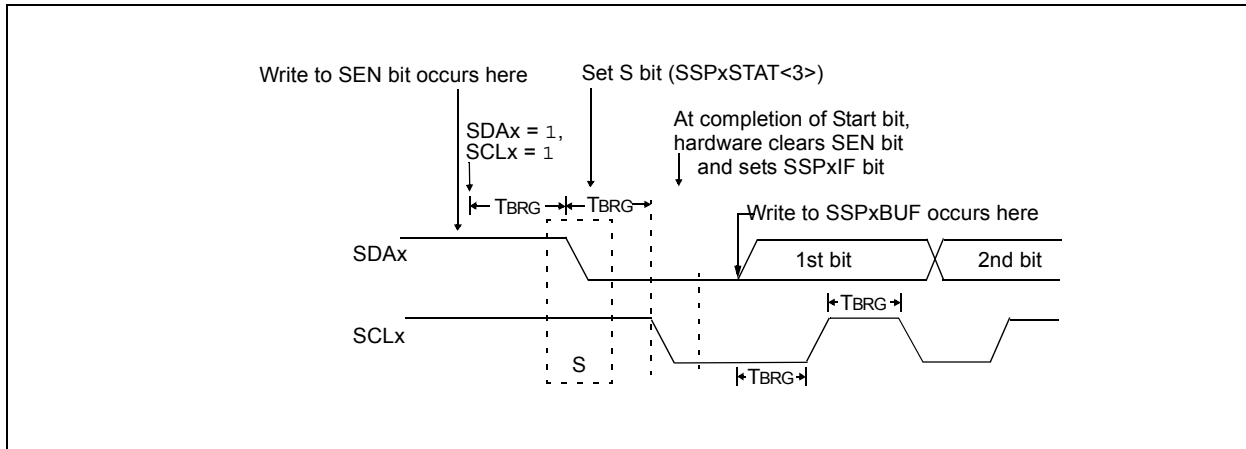 Write to SEN bit occurs here
Set S bit (SSPxSTAT<3>)
SDAx = 1,
SCLx = 1
At completion of Start bit,
hardware clears SEN bit
and sets SSPxIF bit
TBRG
TBRG
Write to SSPxBUF occurs here
SDAx
1st bit
2nd bit
TBRG
SCLx
S
TBRG